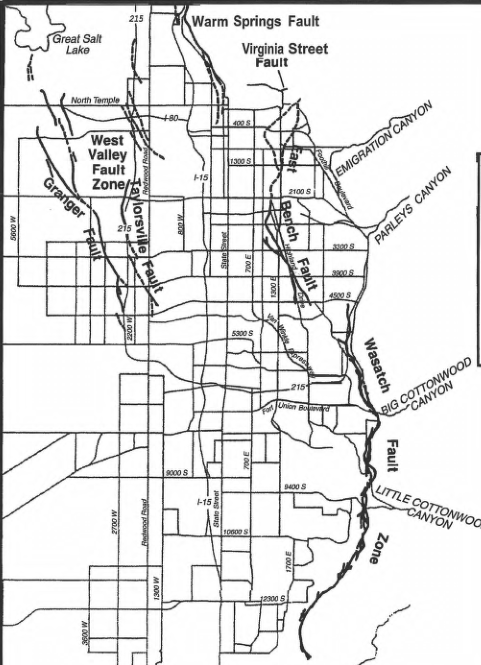 215
Warm Springs Fault
Great Salt
Lake
Virginia Street
Fault
North Temple
I-80
400 S
EMIGRATION CANYON
West
Valley
Fault
Zone
Redwood Road
1300 S
East
Foothill Boulevard
PARLEYS CANYON
2100 S
Granger
Fault
Taylorsville
Fault
I-15
5600 W
800 W
Bench
Fault
215
State Street
700 E
1300 E
Highland Drive
3300 S
3900 S
4500 S
2200 W
5300 S
Van Winkle Expressway
Wasatch
215
BIG COTTONWOOD
CANYON
Fort Union Boulevard
Fault
9000 S
700 E
I-15
9400 S
LITTLE COTTONWOOD
CANYON
2700 W
Redwood Road
State Street
10600 S
Zone
1300 W
1700 E
12300 S
3600 W